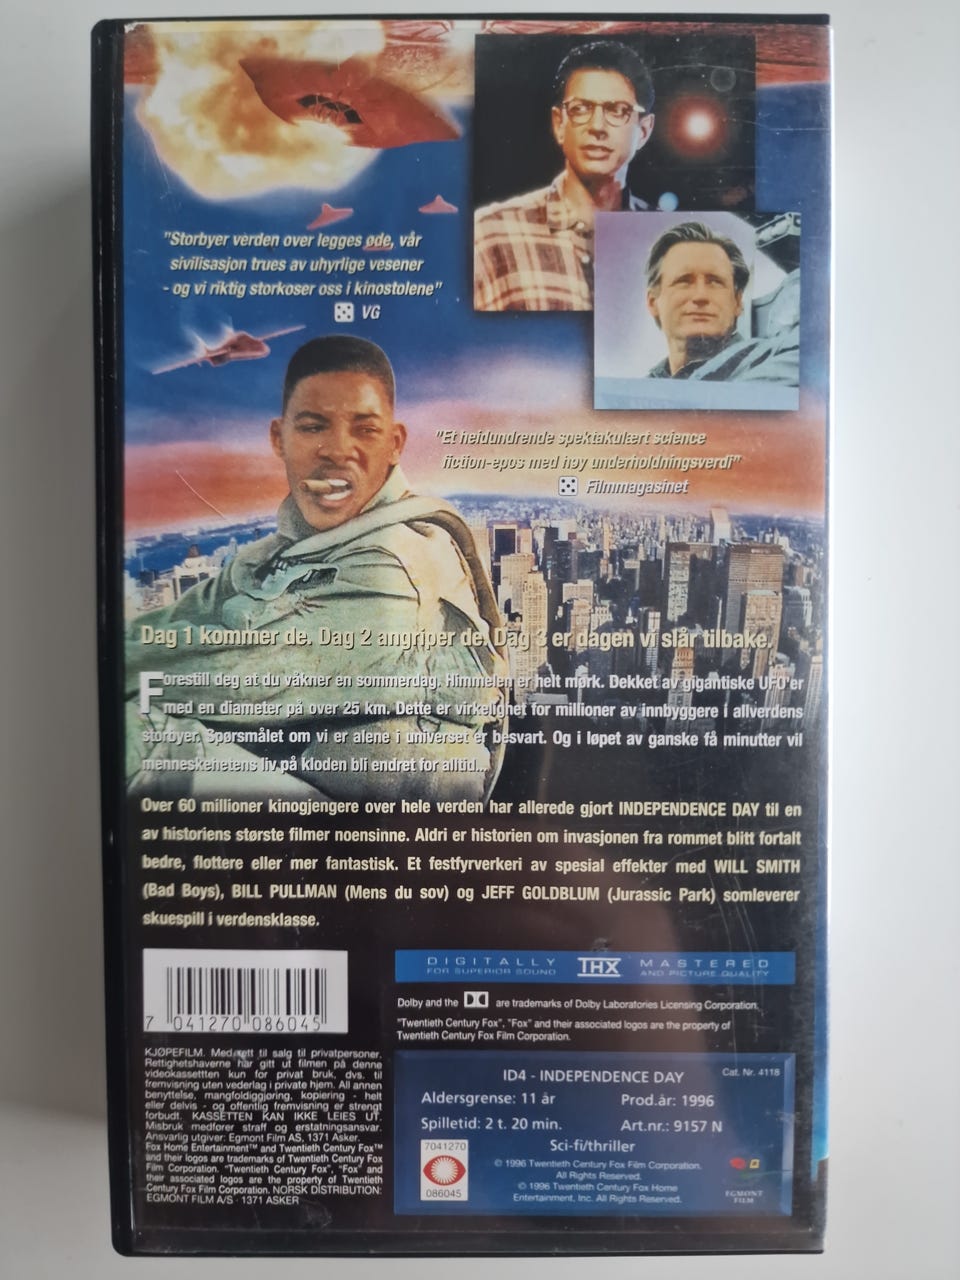 "Storbyer verden over legges øde, vår
sivilisasjon trues av uhyrlige vesener
- og vi riktig storkoser oss i kinostolene"
VG
"Et heidundrende spektakulært science
fiction-epos med høy underholdningsverdi"
Filmmagasinet
Dag 1 kommer de. Dag 2 angriper de. Dag 3 er dagen vi slår tilbake.
Forestill deg at du våkner en sommerdag. Himmelen er helt mørk. Dekket av gigantiske UFO'er
med en diameter på over 25 km. Dette er virkelighet for millioner av innbyggere i allverdens
storbyer. Spørsmålet om vi er alene i universet er besvart. Og i løpet av ganske få minutter vil
menneskehetens liv på kloden bli endret for alltid...
Over 60 millioner kinogjengere over hele verden har allerede gjort INDEPENDENCE DAY til en
av historiens største filmer noensinne. Aldri er historien om invasjonen fra rommet blitt fortalt
bedre, flottere eller mer fantastisk. Et festfyrverkeri av spesial effekter med WILL SMITH
(Bad Boys), BILL PULLMAN (Mens du sov) og JEFF GOLDBLUM (Jurassic Park) somleverer
skuespill i verdensklasse.
DIGITALLY THX MASTERED
FOR SUPERIOR SOUND AND PICTURE QUALITY
Dolby and the are trademarks of Dolby Laboratories Licensing Corporation.
"Twentieth Century Fox", "Fox" and their associated logos are the property of
Twentieth Century Fox Film Corporation.
7 041270 086045
KJØPEFILM. Med rett til salg til privatpersoner.
Rettighetshaverne har gitt ut filmen på denne
videokassettten kun for privat bruk, dvs. til
fremvisning uten vederlag i private hjem. All annen
benyttelse, mangfoldiggjøring, kopiering - helt
eller delvis - og offentlig fremvisning er strengt
forbudt. KASSETTEN KAN IKKE LEIES UT.
Misbruk medfører straff og erstatningsansvar.
Ansvarlig utgiver: Egmont Film AS, 1371 Asker.
Fox Home Entertainment™ and Twentieth Century Fox™
and their logos are trademarks of Twentieth Century Fox
Film Corporation. "Twentieth Century Fox", "Fox" and
their associated logos are the property of Twentieth
Century Fox Film Corporation. NORSK DISTRIBUTION:
EGMONT FILM A/S - 1371 ASKER
ID4 - INDEPENDENCE DAY
Cat. Nr. 4118
Aldersgrense: 11 år
Prod.år: 1996
Spilletid: 2 t. 20 min.
Art.nr.: 9157 N
Sci-fi/thriller
7041270
086045
© 1996 Twentieth Century Fox Film Corporation.
All Rights Reserved.
© 1996 Twentieth Century Fox Home
Entertainment, Inc. All Rights Reserved.
EGMONT
FILM